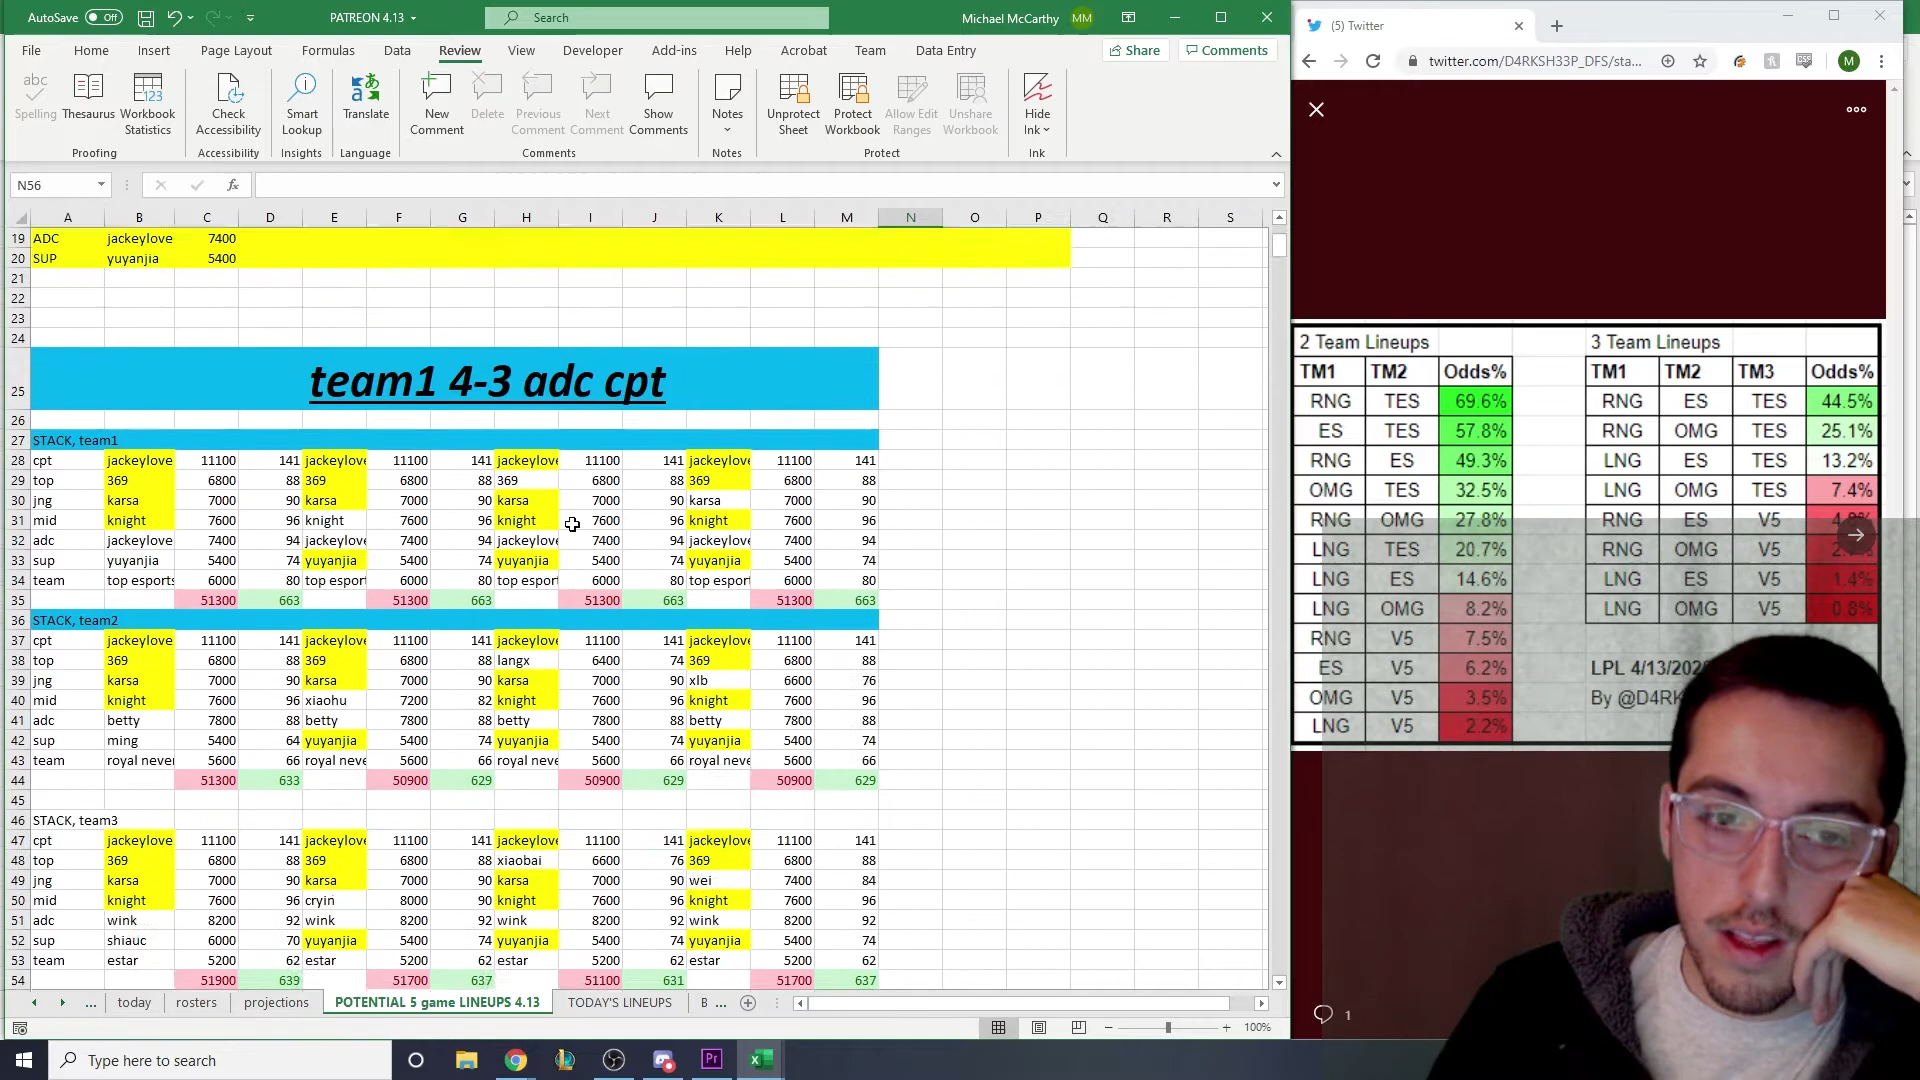 AutoSave Off PATREON 4.13 Search Michael McCarthy MM
File Home Insert Page Layout Formulas Data Review View Developer Add-ins Help Acrobat Team Data Entry Share Comments
Spelling Thesaurus Workbook Statistics Check Accessibility Smart Lookup Translate New Comment Delete Previous Comment Next Comment Show Comments Notes Unprotect Sheet Protect Workbook Allow Edit Ranges Unshare Workbook Hide Ink
Proofing Accessibility Insights Language Comments Notes Protect Ink
N56 fx
A B C D E F G H I J K L M N O P Q R S
19 ADC jackeylove 7400
20 SUP yuyanjia 5400
21
22
23
24
25 team1 4-3 adc cpt
26
27 STACK, team1
28 cpt jackeylove 11100 141 jackeylove 11100 141 jackeylove 11100 141 jackeylove 11100 141
29 top 369 6800 88 369 6800 88 369 6800 88 369 6800 88
30 jng karsa 7000 90 karsa 7000 90 karsa 7000 90 karsa 7000 90
31 mid knight 7600 96 knight 7600 96 knight 7600 96 knight 7600 96
32 adc jackeylove 7400 94 jackeylove 7400 94 jackeylove 7400 94 jackeylove 7400 94
33 sup yuyanjia 5400 74 yuyanjia 5400 74 yuyanjia 5400 74 yuyanjia 5400 74
34 team top esports 6000 80 top esport 6000 80 top esport 6000 80 top esport 6000 80
35 51300 663 51300 663 51300 663 51300 663
36 STACK, team2
37 cpt jackeylove 11100 141 jackeylove 11100 141 jackeylove 11100 141 jackeylove 11100 141
38 top 369 6800 88 369 6800 88 langx 6400 74 369 6800 88
39 jng karsa 7000 90 karsa 7000 90 karsa 7000 90 xlb 6600 76
40 mid knight 7600 96 xiaohu 7200 82 knight 7600 96 knight 7600 96
41 adc betty 7800 88 betty 7800 88 betty 7800 88 betty 7800 88
42 sup ming 5400 64 yuyanjia 5400 74 yuyanjia 5400 74 yuyanjia 5400 74
43 team royal never 5600 66 royal neve 5600 66 royal neve 5600 66 royal neve 5600 66
44 51300 633 50900 629 50900 629 50900 629
45
46 STACK, team3
47 cpt jackeylove 11100 141 jackeylove 11100 141 jackeylove 11100 141 jackeylove 11100 141
48 top 369 6800 88 369 6800 88 xiaobai 6600 76 369 6800 88
49 jng karsa 7000 90 karsa 7000 90 karsa 7000 90 wei 7400 84
50 mid knight 7600 96 cryin 8000 90 knight 7600 96 knight 7600 96
51 adc wink 8200 92 wink 8200 92 wink 8200 92 wink 8200 92
52 sup shiauc 6000 70 yuyanjia 5400 74 yuyanjia 5400 74 yuyanjia 5400 74
53 team estar 5200 62 estar 5200 62 estar 5200 62 estar 5200 62
54 51900 639 51700 637 51100 631 51700 637
... today rosters projections POTENTIAL 5 game LINEUPS 4.13 TODAY'S LINEUPS B ...
100%
Type here to search
(5) Twitter
twitter.com/D4RKSH33P_DFS/sta...
M
2 Team Lineups 3 Team Lineups
TM1 TM2 Odds% TM1 TM2 TM3 Odds%
RNG TES 69.6% RNG ES TES 44.5%
ES TES 57.8% RNG OMG TES 25.1%
RNG ES 49.3% LNG ES TES 13.2%
OMG TES 32.5% LNG OMG TES 7.4%
RNG OMG 27.8% RNG ES V5
LNG TES 20.7% RNG OMG V5
LNG ES 14.6% LNG ES V5 1.4%
LNG OMG 8.2% LNG OMG V5 0.8%
RNG V5 7.5%
ES V5 6.2% LPL 4/13/202
OMG V5 3.5% By @D4RK
LNG V5 2.2%
1
Pr